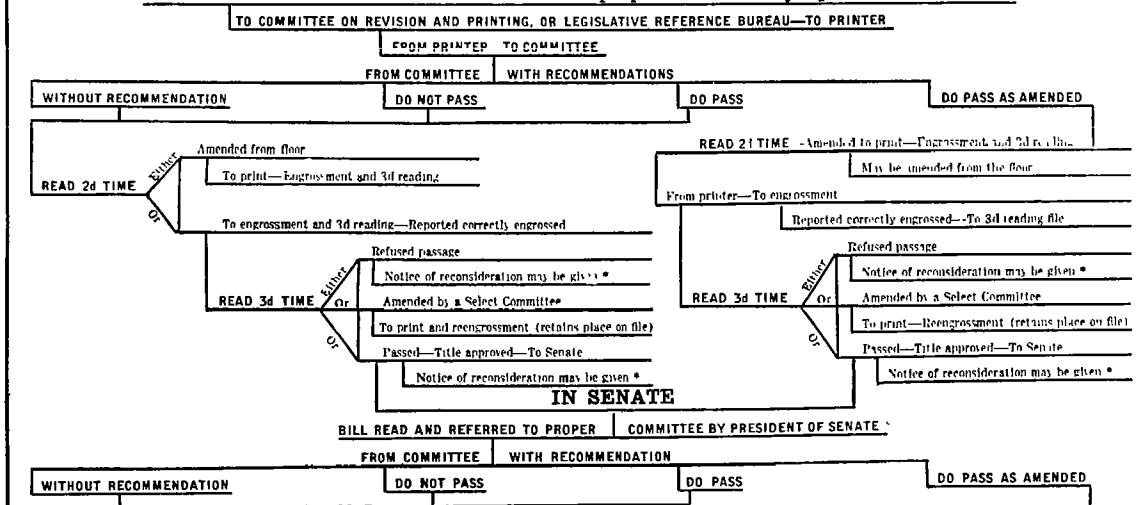 TO COMMITTEE ON REVISION AND PRINTING, OR LEGISLATIVE REFERENCE BUREAU—TO PRINTER
FROM PRINTER TO COMMITTEE
FROM COMMITTEE WITH RECOMMENDATIONS
WITHOUT RECOMMENDATION
DO NOT PASS
DO PASS
DO PASS AS AMENDED
READ 2d TIME
Either
Amended from floor
To print—Engrossment and 3d reading
Or
To engrossment and 3d reading—Reported correctly engrossed
READ 3d TIME
Either
Refused passage
Notice of reconsideration may be given *
Or
Amended by a Select Committee
To print and reengrossment (retains place on file)
Or
Passed—Title approved—To Senate
Notice of reconsideration may be given *
READ 2d TIME -Amended to print—Engrossment and 3d reading
May be amended from the floor
From printer—To engrossment
Reported correctly engrossed--To 3d reading file
READ 3d TIME
Either
Refused passage
Notice of reconsideration may be given *
Or
Amended by a Select Committee
To print—Reengrossment (retains place on file)
Or
Passed—Title approved—To Senate
Notice of reconsideration may be given *
IN SENATE
BILL READ AND REFERRED TO PROPER COMMITTEE BY PRESIDENT OF SENATE
FROM COMMITTEE WITH RECOMMENDATION
WITHOUT RECOMMENDATION
DO NOT PASS
DO PASS
DO PASS AS AMENDED